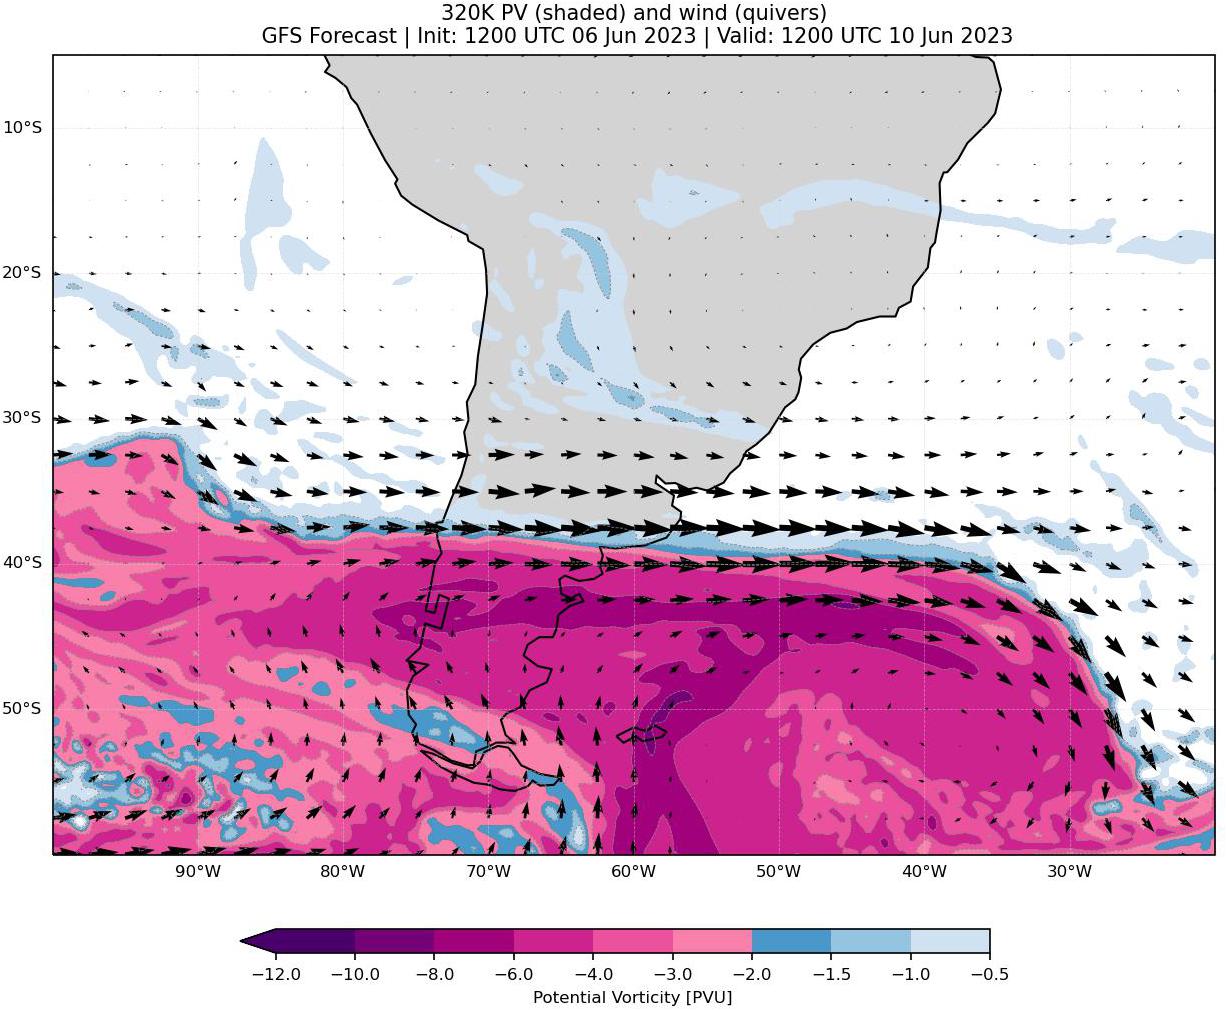 320K PV (shaded) and wind (quivers)
GFS Forecast | Init: 1200 UTC 06 Jun 2023 | Valid: 1200 UTC 10 Jun 2023
10°S
20°S
30°S
40°S
50°S
90°W 80°W 70°W 60°W 50°W 40°W 30°W
−12.0 −10.0 −8.0 −6.0 −4.0 −3.0 −2.0 −1.5 −1.0 −0.5
Potential Vorticity [PVU]